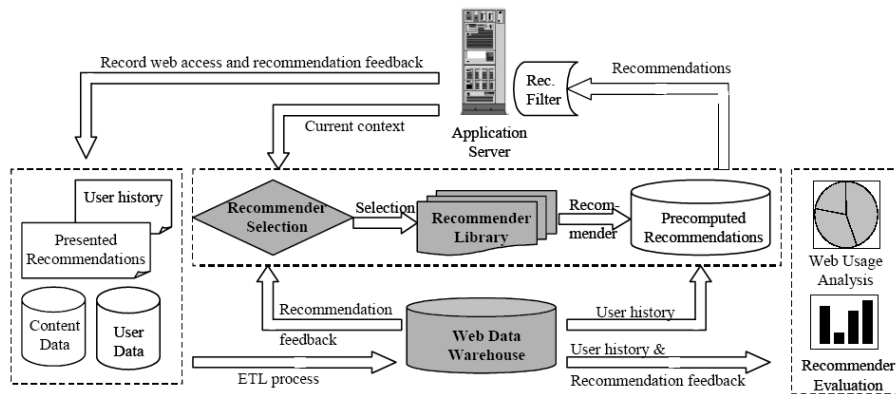 Record web access and recommendation feedback
Rec.
Filter
Recommendations
Current context
Application
Server
User history
Presented
Recommendations
Content
Data
User
Data
Recommender
Selection
Selection
Recommender
Library
Recom-
mender
Precomputed
Recommendations
Web Usage
Analysis
Recommendation
feedback
Web Data
Warehouse
User history
ETL process
User history &
Recommendation feedback
Recommender
Evaluation